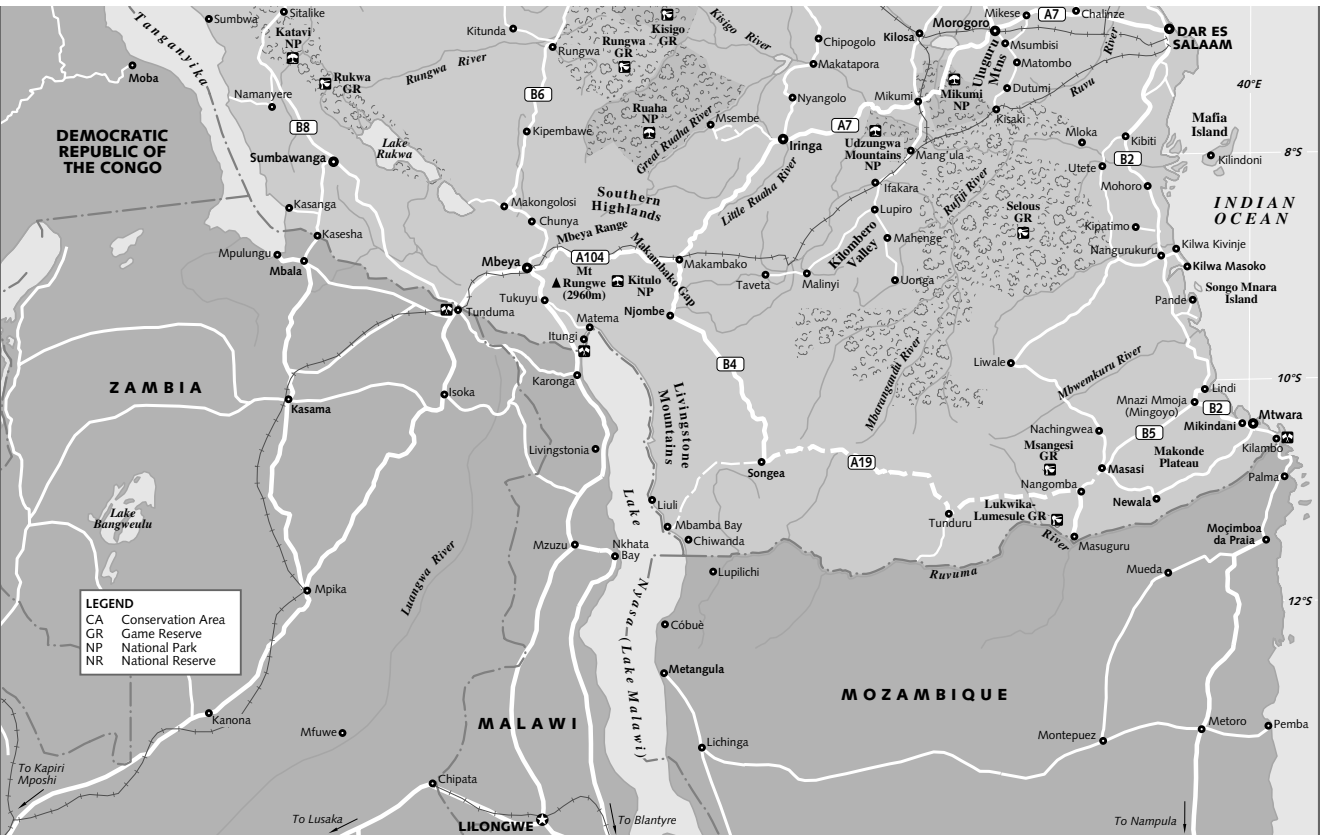 Sumbwa
Sitalike
Tanganyika
Katavi
NP
Moba
Rukwa
GR
Namanyere
Rungwa River
Kitunda
Rungwa
Rungwa
GR
Kisigo
GR
Kisigo River
Chipogolo
Makatapora
Kilosa
Morogoro
Mikese
A7
Chalinze
DAR ES
SALAAM
Msumbisi
Matombo
Uluguru
Mtns
Ruvu River
40°E
B6
Nyangolo
Mikumi
Mikumi
NP
Dutumi
Kisaki
B8
DEMOCRATIC
REPUBLIC OF
THE CONGO
Sumbawanga
Lake
Rukwa
Kipembawe
Ruaha
NP
Msembe
Great Ruaha River
Iringa
A7
Udzungwa
Mountains
NP
Mang'ula
Mloka
Kibiti
Mafia
Island
Kilindoni
8°S
Utete
B2
Mohoro
Kasanga
Makongolosi
Chunya
Southern
Highlands
Little Ruaha River
Ifakara
Lupiro
Rufiji River
Selous
GR
INDIAN
OCEAN
Kasesha
Mbeya Range
Mahenge
Kipatimo
Mpulungu
Mbala
Mbeya
A104
Makambako Gap
Makambako
Kilombero
Valley
Nangurukuru
Kilwa Kivinje
Kilwa Masoko
Mt
Rungwe
(2960m)
Kitulo
NP
Taveta
Malinyi
Uonga
Songo Mnara
Island
Tukuyu
Njombe
Pande
Tunduma
Matema
Itungi
Mbarangandu River
Liwale
Mbwemkuru River
ZAMBIA
Karonga
B4
10°S
Isoka
Kasama
Livingstone
Mountains
Lindi
Mnazi Mmoja
(Mingoyo)
B2
Mtwara
Mikindani
Nachingwea
B5
Kilambo
Livingstonia
Songea
A19
Msangesi
GR
Makonde
Plateau
Masasi
Palma
Nangomba
Newala
Lake
Bangweulu
Liuli
Lukwika-
Lumesule GR
Tunduru
Mbamba Bay
Chiwanda
Masuguru
Moçimboa
da Praia
Mzuzu
Nkhata
Bay
Lupilichi
Ruvuma River
Mueda
Mpika
Luangwa River
Lake Nyasa (Lake Malawi)
12°S
LEGEND
CA Conservation Area
GR Game Reserve
NP National Park
NR National Reserve
Cóbuè
Metangula
MOZAMBIQUE
Kanona
Mfuwe
MALAWI
Lichinga
Montepuez
Metoro
Pemba
To Kapiri
Mposhi
Chipata
To Lusaka
LILONGWE
To Blantyre
To Nampula